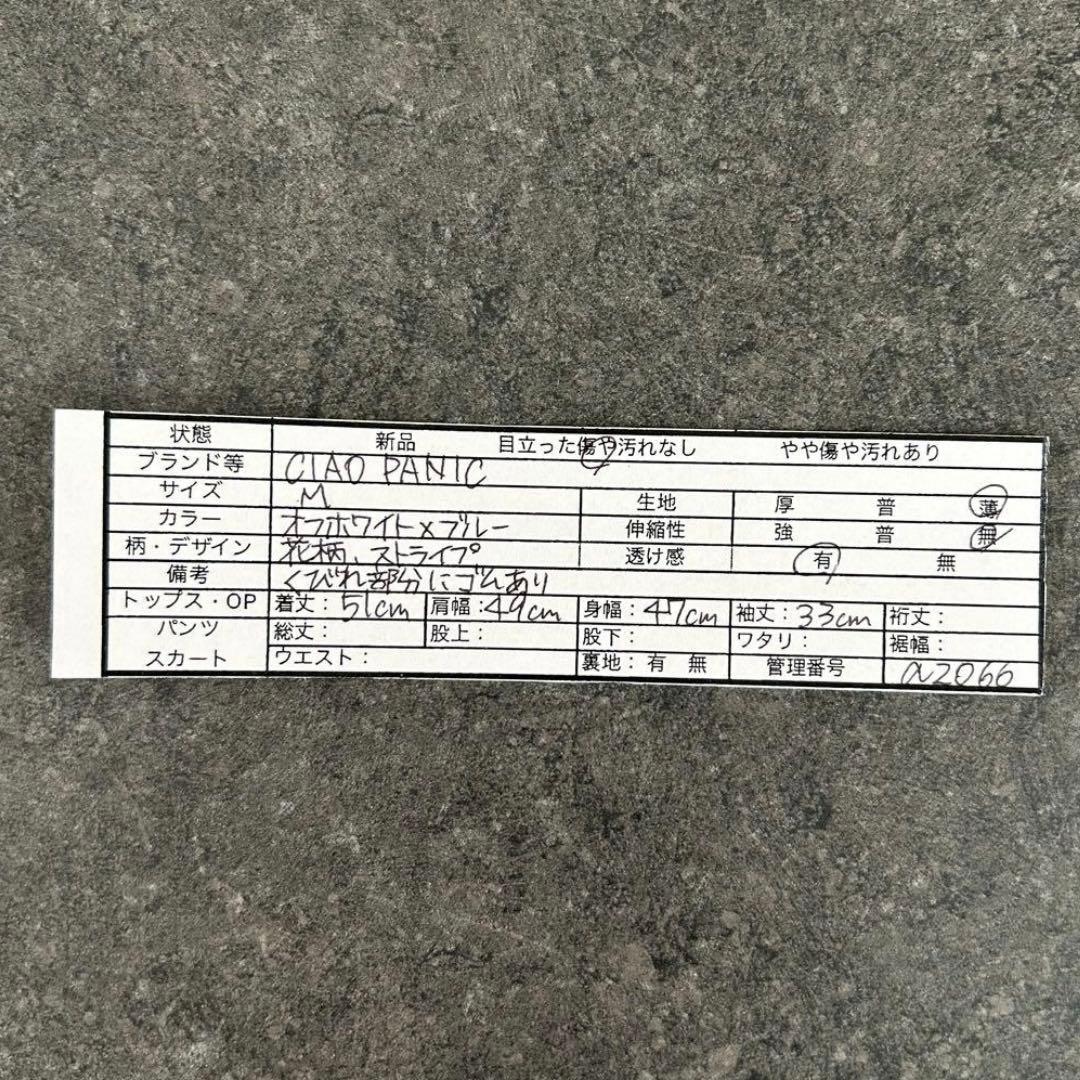 状態 新品 目立った傷や汚れなし やや傷や汚れあり
ブランド等 CIAO PANIC
サイズ M 生地 厚 普 薄
カラー オフホワイト×ブルー 伸縮性 強 普 無
柄・デザイン 花柄、ストライプ 透け感 有 無
備考 くびれ部分にゴムあり
トップス・OP 着丈：51cm 肩幅：49cm 身幅：47cm 袖丈：33cm 裄丈：
パンツ 総丈： 股上： 股下： ワタリ： 裾幅：
スカート ウエスト： 裏地：有 無 管理番号 a2066